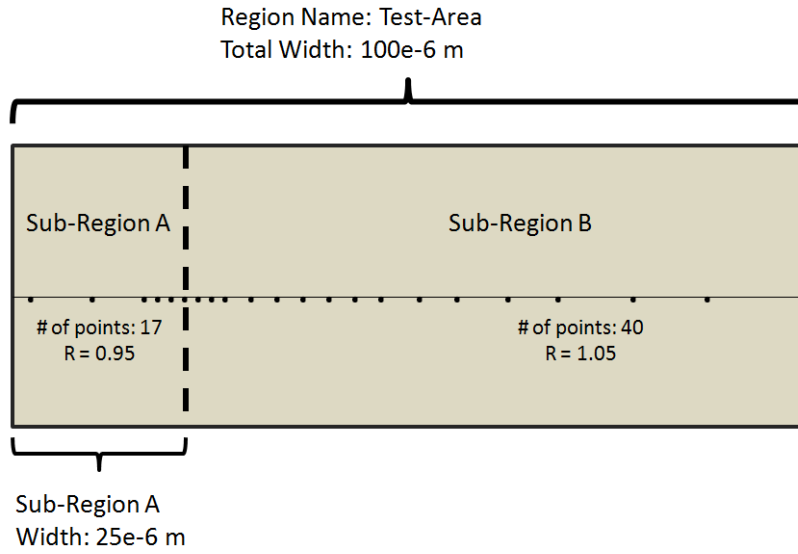 Region Name: Test-Area
Total Width: 100e-6 m
Sub-Region A
Sub-Region B
# of points: 17
R = 0.95
# of points: 40
R = 1.05
Sub-Region A
Width: 25e-6 m